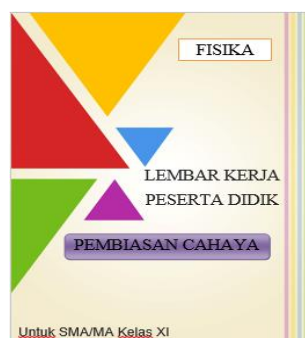 FISIKA
LEMBAR KERJA
PESERTA DIDIK
PEMBIASAN CAHAYA
Untuk SMA/MA Kelas XI